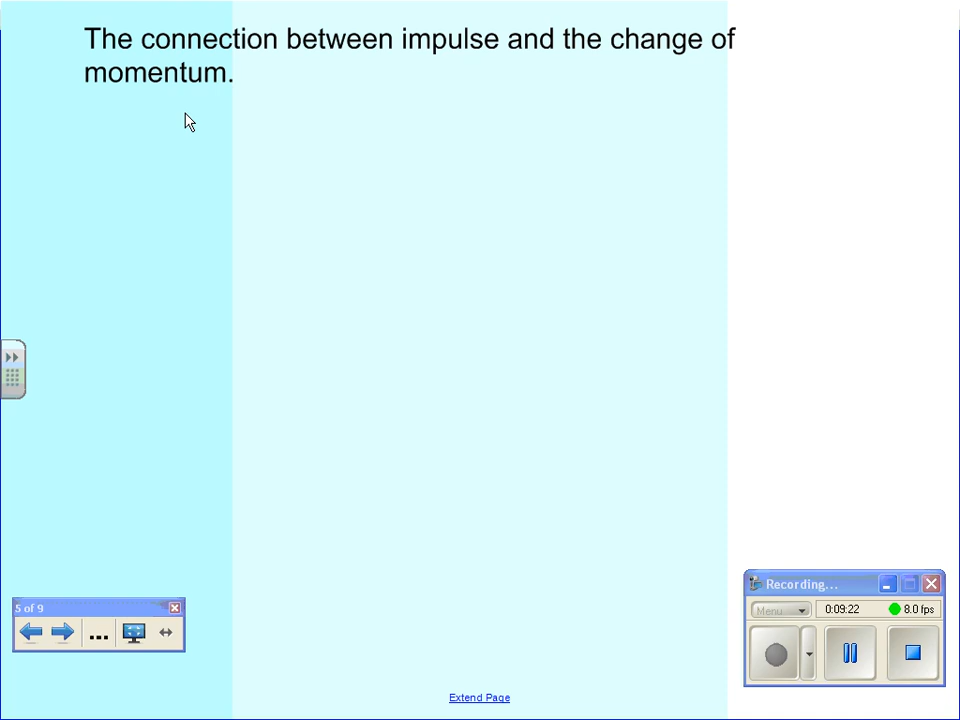 The connection between impulse and the change of
momentum.
Recording...
5 of 9
Menu
0:09:22
8.0 fps
...
Extend Page